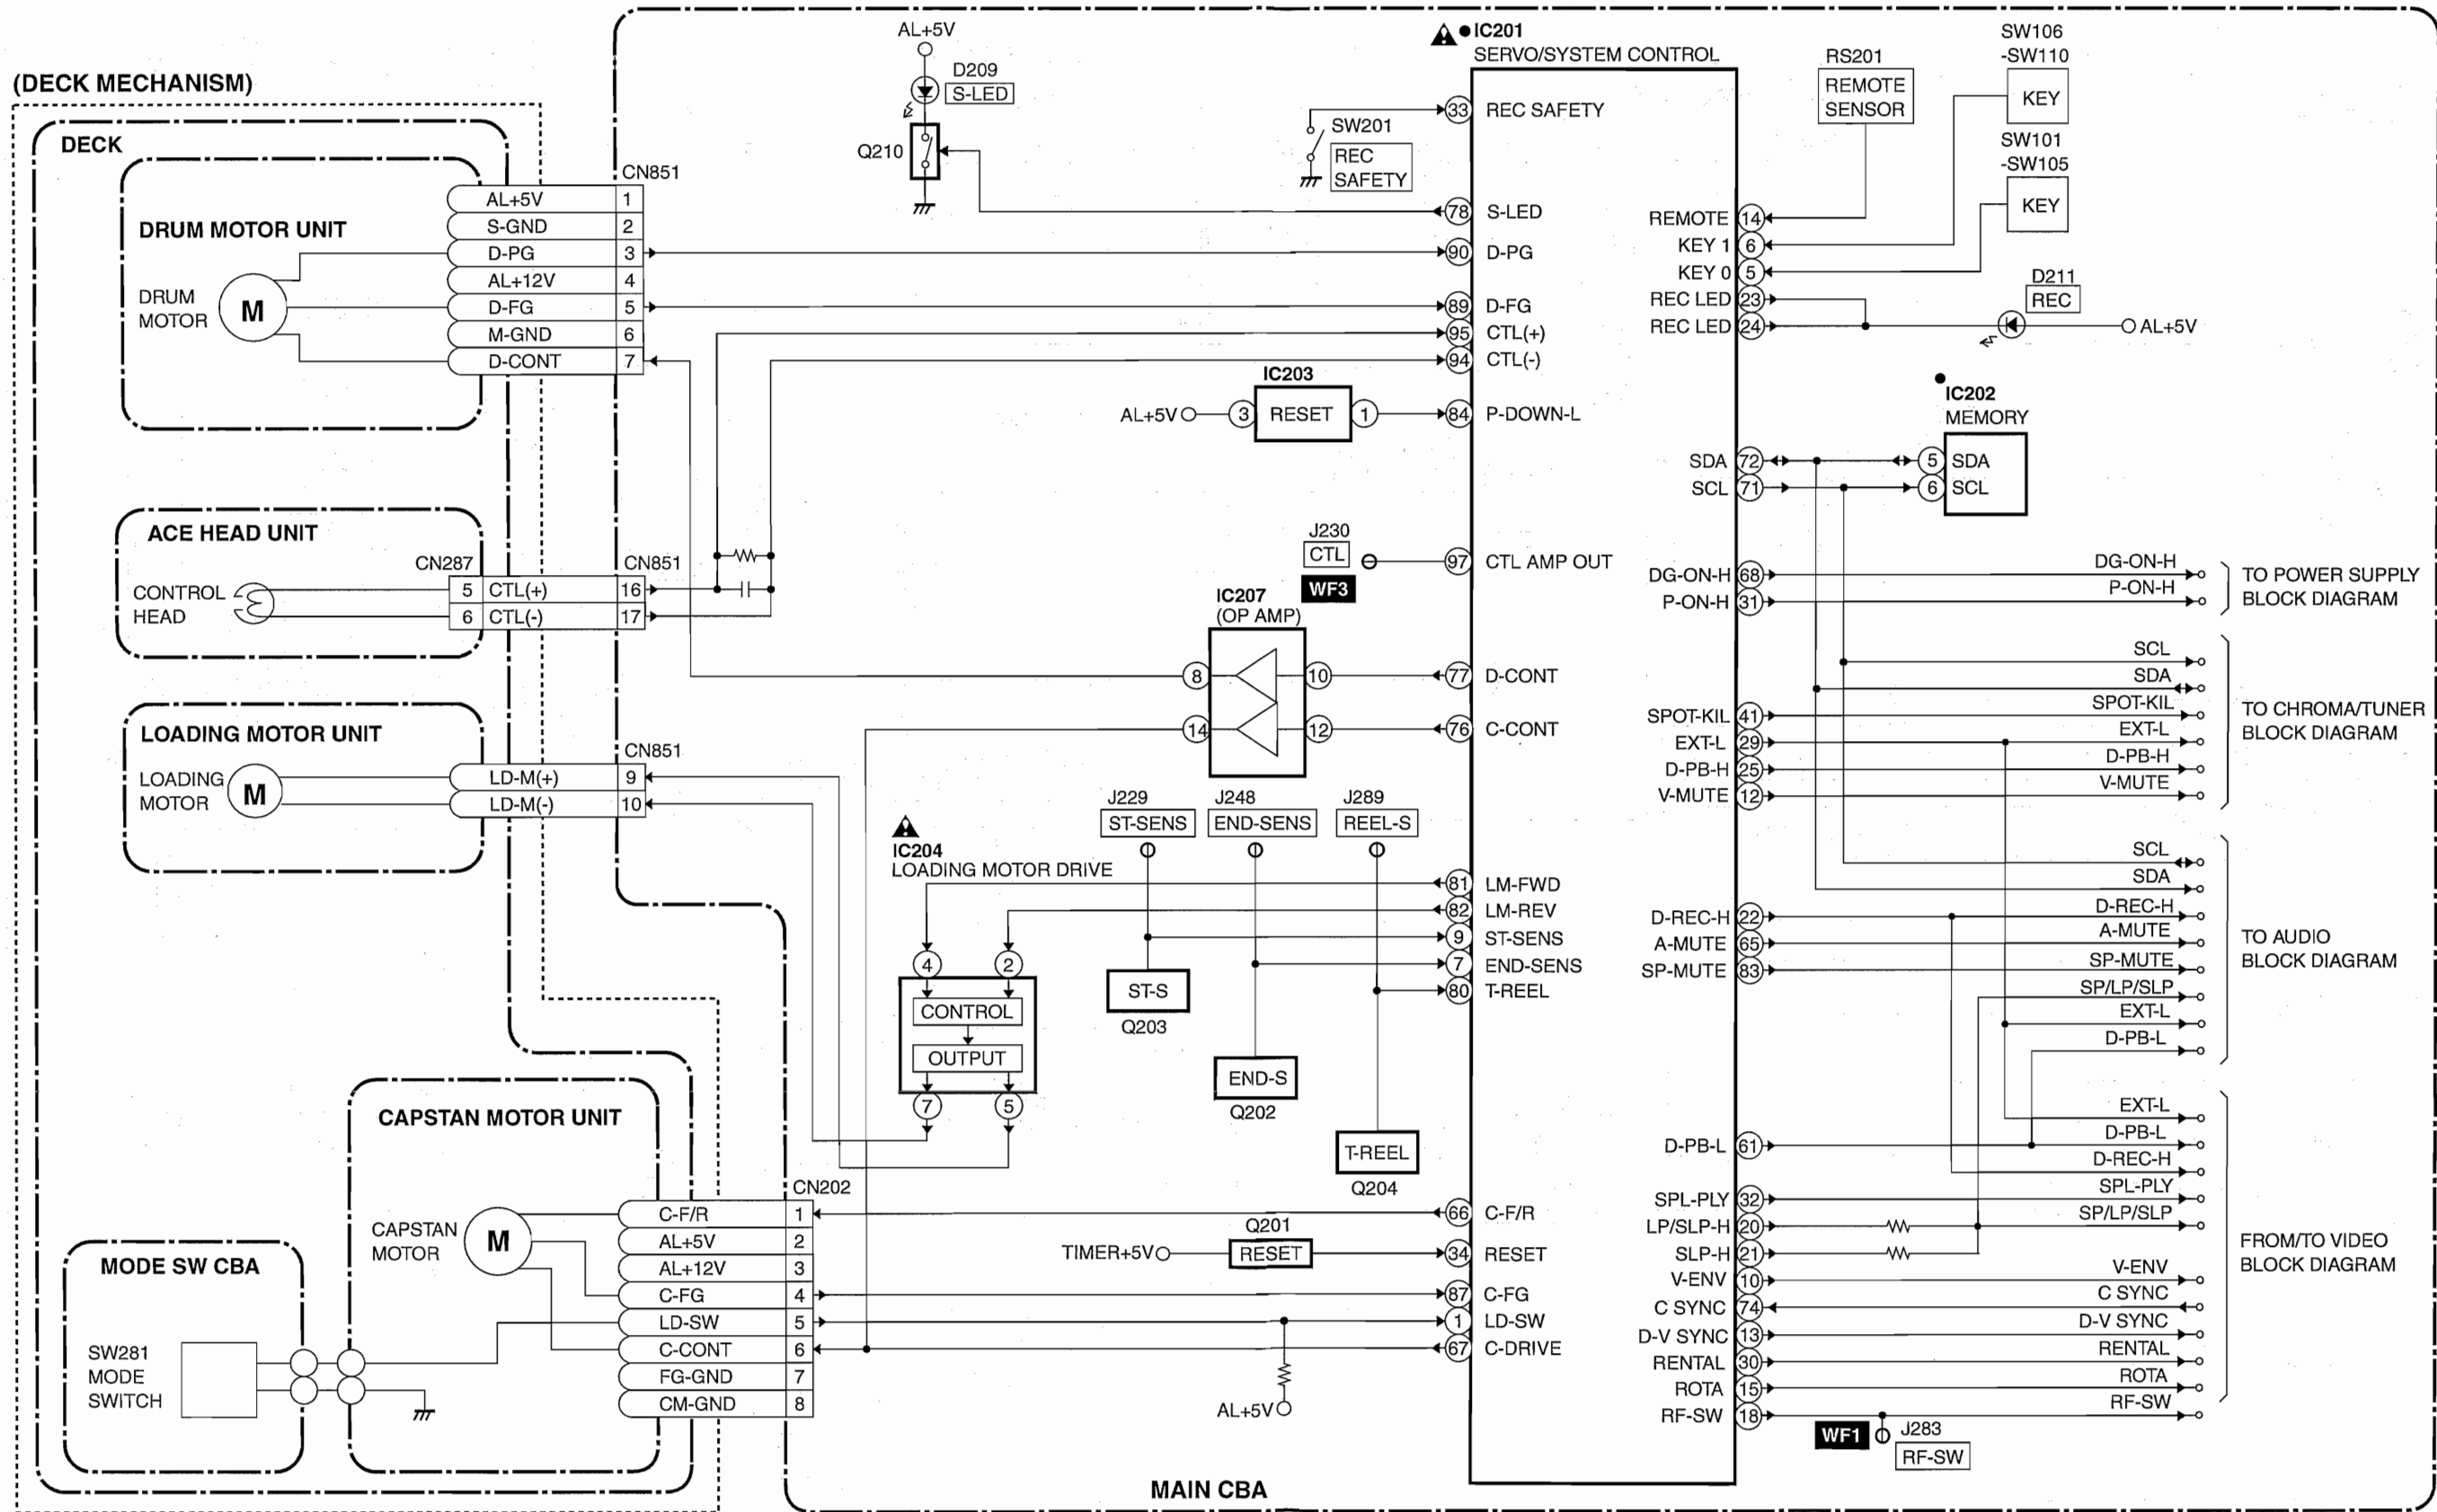 (DECK MECHANISM)
DECK
DRUM MOTOR UNIT
DRUM
MOTOR
M
CN851
AL+5V 1
S-GND 2
D-PG 3
AL+12V 4
D-FG 5
M-GND 6
D-CONT 7
ACE HEAD UNIT
CONTROL
HEAD
CN287
CN851
5 CTL(+) 16
6 CTL(-) 17
LOADING MOTOR UNIT
LOADING
MOTOR
M
CN851
LD-M(+) 9
LD-M(-) 10
CAPSTAN MOTOR UNIT
CAPSTAN
MOTOR
M
CN202
C-F/R 1
AL+5V 2
AL+12V 3
C-FG 4
LD-SW 5
C-CONT 6
FG-GND 7
CM-GND 8
MODE SW CBA
SW281
MODE
SWITCH
AL+5V
D209
S-LED
Q210
SW201
REC
SAFETY
IC203
AL+5V 3 RESET 1
J230
CTL
WF3
IC207
(OP AMP)
8 10
14 12
J229
ST-SENS
J248
END-SENS
J289
REEL-S
IC204
LOADING MOTOR DRIVE
4 2
CONTROL
OUTPUT
7 5
ST-S
Q203
END-S
Q202
T-REEL
Q204
Q201
TIMER+5V RESET
AL+5V
MAIN CBA
IC201
SERVO/SYSTEM CONTROL
33 REC SAFETY
78 S-LED
90 D-PG
89 D-FG
95 CTL(+)
94 CTL(-)
84 P-DOWN-L
97 CTL AMP OUT
77 D-CONT
76 C-CONT
81 LM-FWD
82 LM-REV
9 ST-SENS
7 END-SENS
80 T-REEL
66 C-F/R
34 RESET
87 C-FG
1 LD-SW
67 C-DRIVE
REMOTE 14
KEY 1 6
KEY 0 5
REC LED 23
REC LED 24
SDA 72
SCL 71
DG-ON-H 68
P-ON-H 31
SPOT-KIL 41
EXT-L 29
D-PB-H 25
V-MUTE 12
D-REC-H 22
A-MUTE 65
SP-MUTE 83
D-PB-L 61
SPL-PLY 32
LP/SLP-H 20
SLP-H 21
V-ENV 10
C SYNC 74
D-V SYNC 13
RENTAL 30
ROTA 15
RF-SW 18
RS201
REMOTE
SENSOR
SW106
-SW110
KEY
SW101
-SW105
KEY
D211
REC
AL+5V
IC202
MEMORY
5 SDA
6 SCL
DG-ON-H
P-ON-H
TO POWER SUPPLY
BLOCK DIAGRAM
SCL
SDA
SPOT-KIL
EXT-L
D-PB-H
V-MUTE
TO CHROMA/TUNER
BLOCK DIAGRAM
SCL
SDA
D-REC-H
A-MUTE
SP-MUTE
SP/LP/SLP
EXT-L
D-PB-L
TO AUDIO
BLOCK DIAGRAM
EXT-L
D-PB-L
D-REC-H
SPL-PLY
SP/LP/SLP
V-ENV
C SYNC
D-V SYNC
RENTAL
ROTA
RF-SW
FROM/TO VIDEO
BLOCK DIAGRAM
WF1
J283
RF-SW